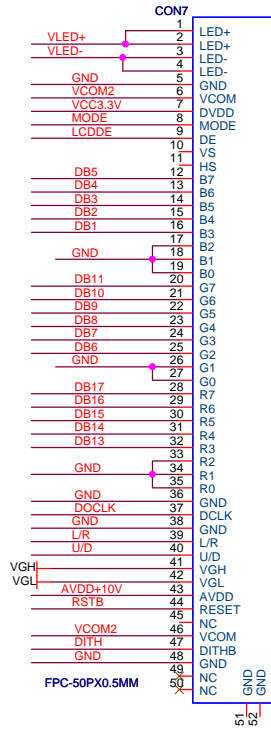 CON7
1 LED+
VLED+ 2 LED+
VLED- 3 LED-
4 LED-
GND 5 GND
VCOM2 6 VCOM
VCC3.3V 7 DVDD
MODE 8 MODE
LCDDE 9 DE
10 VS
11 HS
DB5 12 B7
DB4 13 B6
DB3 14 B5
DB2 15 B4
DB1 16 B3
17 B2
GND 18 B1
19 B0
DB11 20 G7
DB10 21 G6
DB9 22 G5
DB8 23 G4
DB7 24 G3
DB6 25 G2
GND 26 G1
27 G0
DB17 28 R7
DB16 29 R6
DB15 30 R5
DB14 31 R4
DB13 32 R3
33 R2
GND 34 R1
35 R0
GND 36 GND
DOCLK 37 DCLK
GND 38 GND
L/R 39 L/R
U/D 40 U/D
VGH 41 VGH
VGL 42 VGL
AVDD+10V 43 AVDD
RSTB 44 RESET
45 NC
VCOM2 46 VCOM
DITH 47 DITHB
GND 48 GND
49 NC
FPC-50PX0.5MM 50 NC
GND GND
51 52